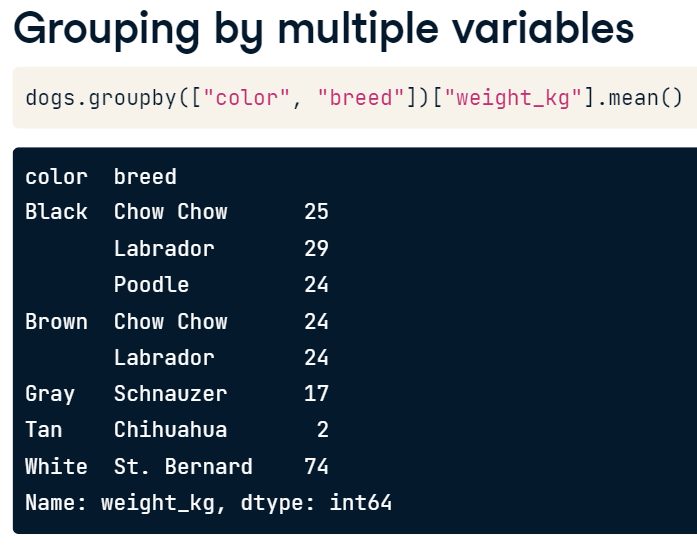 Grouping by multiple variables
dogs.groupby(["color", "breed"])["weight_kg"].mean()
color  breed
Black  Chow Chow      25
       Labrador       29
       Poodle         24
Brown  Chow Chow      24
       Labrador       24
Gray   Schnauzer      17
Tan    Chihuahua       2
White  St. Bernard    74
Name: weight_kg, dtype: int64